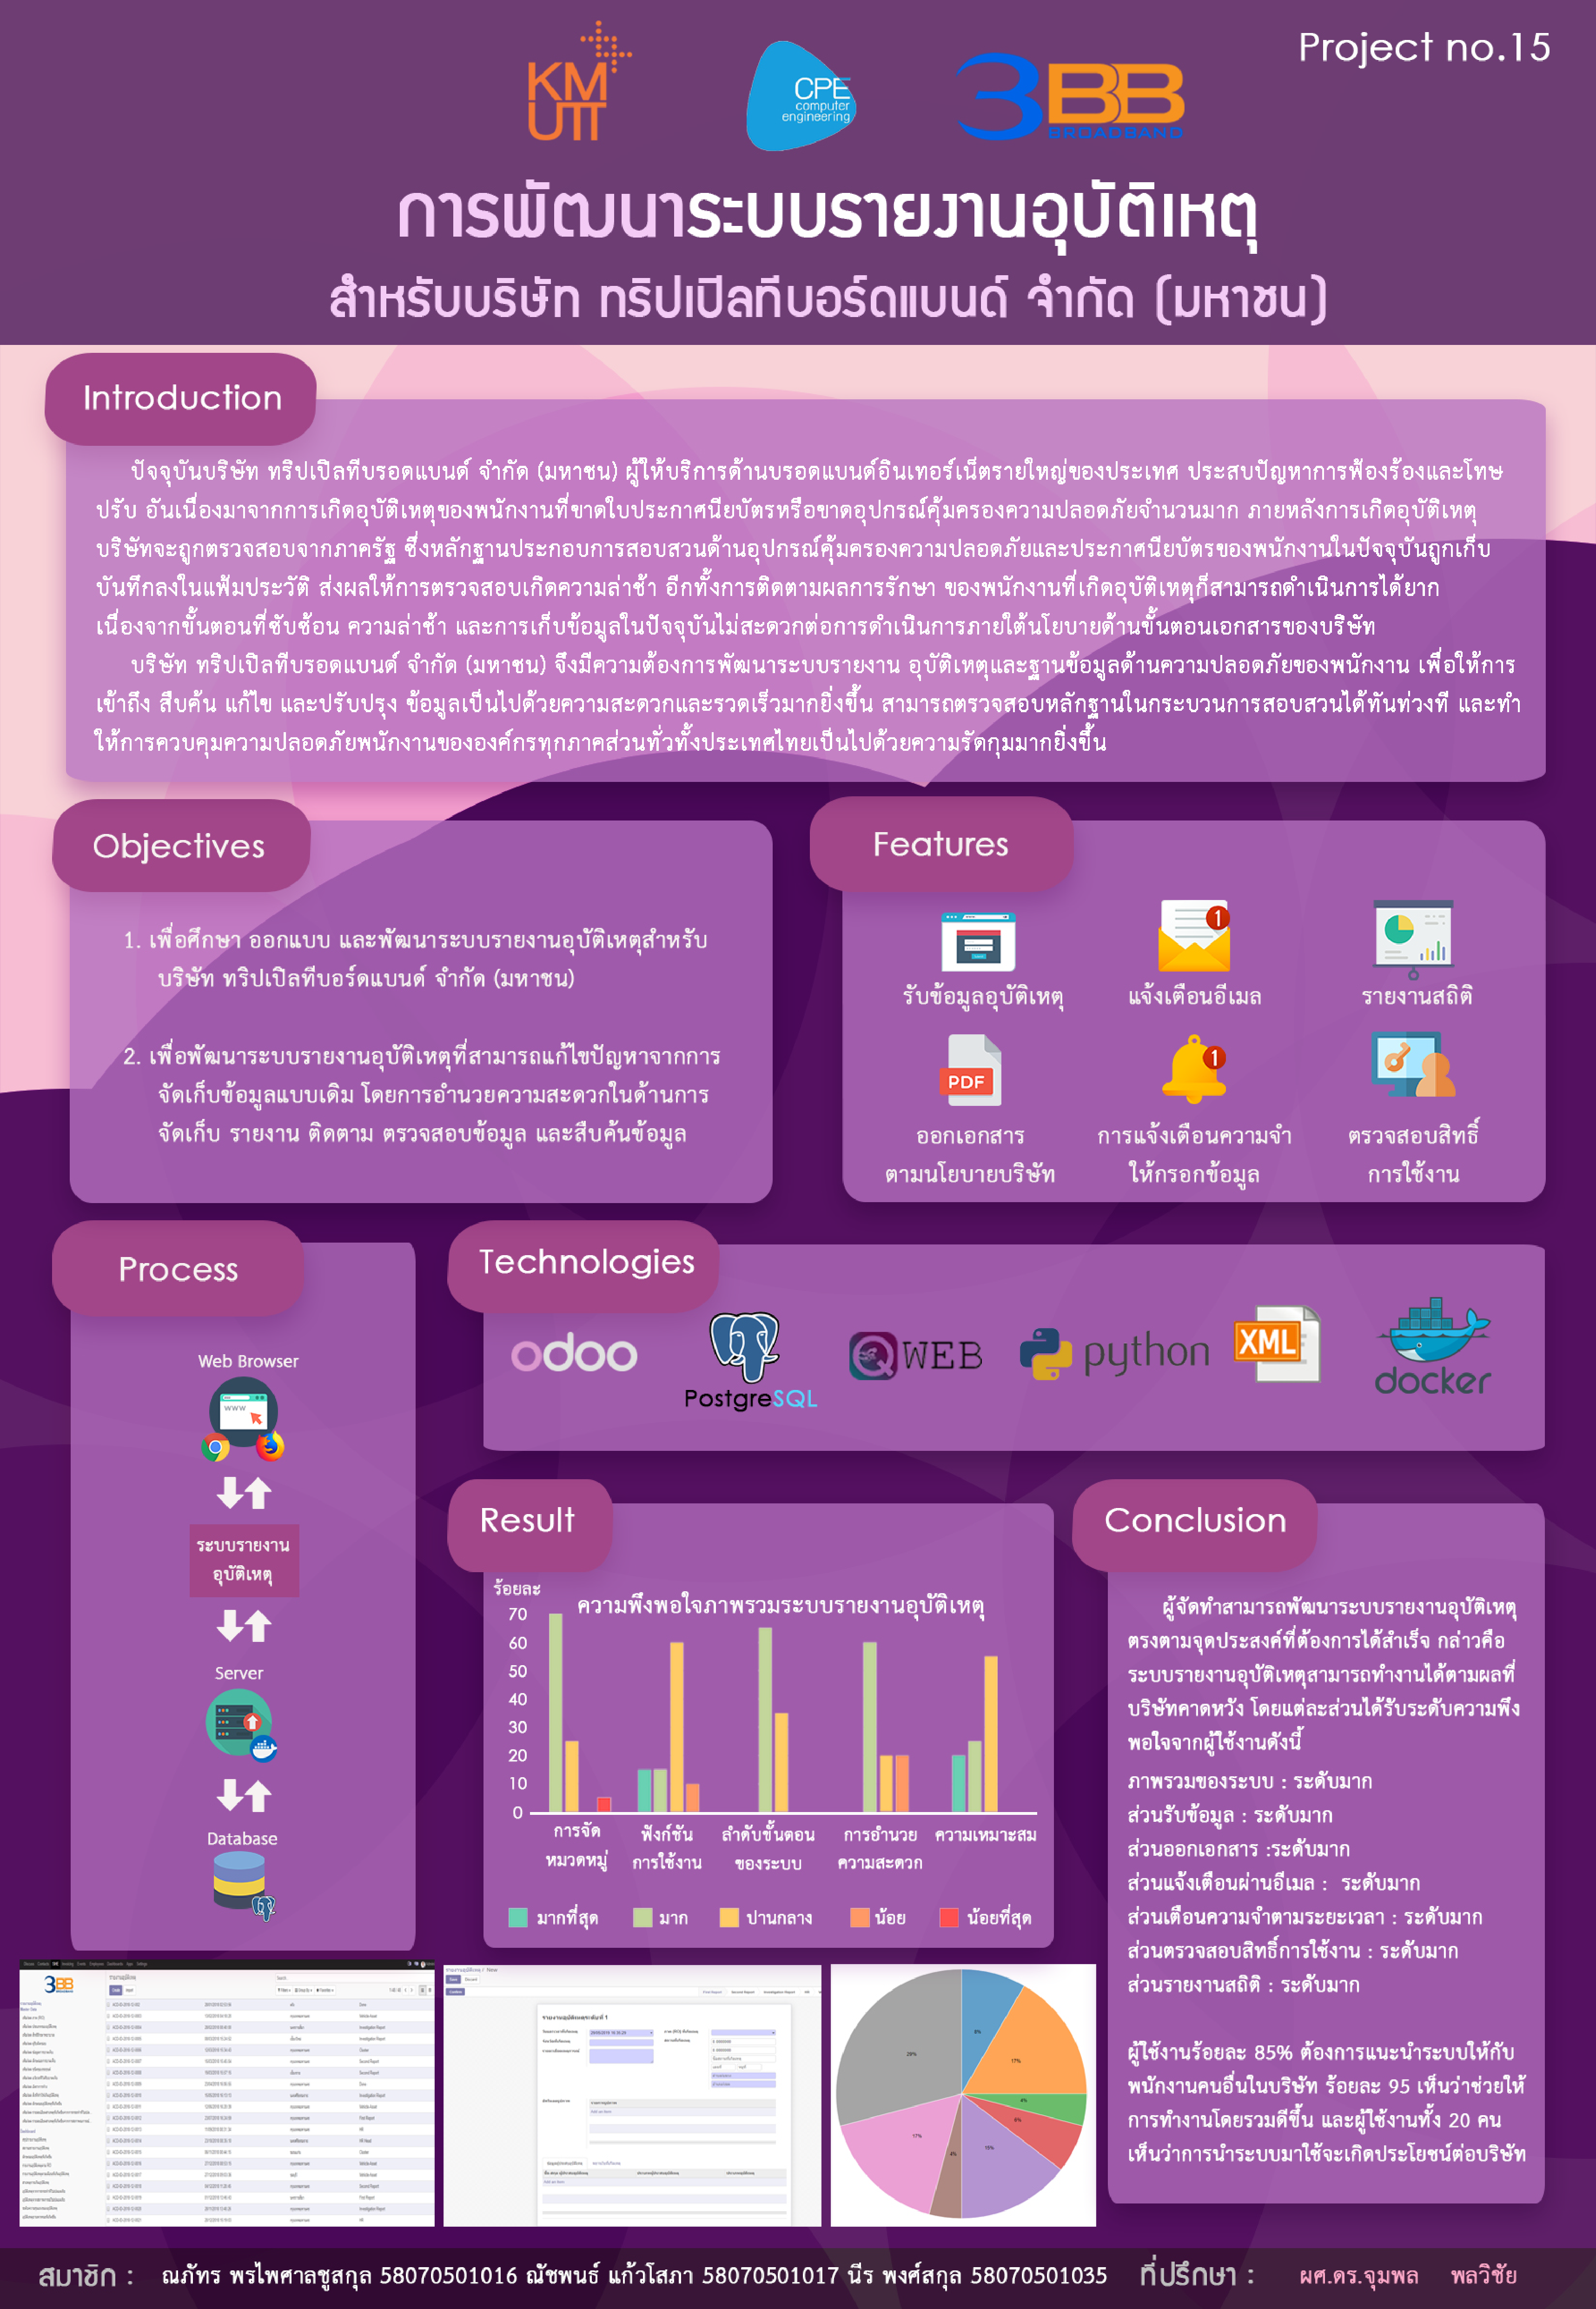 Project no.15
KM
UTT
CPE
computer
engineering
3BB
BROADBAND
การพัฒนาระบบรายงานอุบัติเหตุ
สำหรับบริษัท ทริปเปิลทีบอร์ดแบนด์ จำกัด (มหาชน)
Introduction
ปัจจุบันบริษัท ทริปเปิลทีบรอดแบนด์ จำกัด (มหาชน) ผู้ให้บริการด้านบรอดแบนด์อินเทอร์เน็ตรายใหญ่ของประเทศ ประสบปัญหาการฟ้องร้องและโทษ
ปรับ อันเนื่องมาจากการเกิดอุบัติเหตุของพนักงานที่ขาดใบประกาศนียบัตรหรือขาดอุปกรณ์คุ้มครองความปลอดภัยจำนวนมาก ภายหลังการเกิดอุบัติเหตุ
บริษัทจะถูกตรวจสอบจากภาครัฐ ซึ่งหลักฐานประกอบการสอบสวนด้านอุปกรณ์คุ้มครองความปลอดภัยและประกาศนียบัตรของพนักงานในปัจจุบันถูกเก็บ
บันทึกลงในแฟ้มประวัติ ส่งผลให้การตรวจสอบเกิดความล่าช้า อีกทั้งการติดตามผลการรักษา ของพนักงานที่เกิดอุบัติเหตุก็สามารถดำเนินการได้ยาก
เนื่องจากขั้นตอนที่ซับซ้อน ความล่าช้า และการเก็บข้อมูลในปัจจุบันไม่สะดวกต่อการดำเนินการภายใต้นโยบายด้านขั้นตอนเอกสารของบริษัท
บริษัท ทริปเปิลทีบรอดแบนด์ จำกัด (มหาชน) จึงมีความต้องการพัฒนาระบบรายงาน อุบัติเหตุและฐานข้อมูลด้านความปลอดภัยของพนักงาน เพื่อให้การ
เข้าถึง สืบค้น แก้ไข และปรับปรุง ข้อมูลเป็นไปด้วยความสะดวกและรวดเร็วมากยิ่งขึ้น สามารถตรวจสอบหลักฐานในกระบวนการสอบสวนได้ทันท่วงที และทำ
ให้การควบคุมความปลอดภัยพนักงานขององค์กรทุกภาคส่วนทั่วทั้งประเทศไทยเป็นไปด้วยความรัดกุมมากยิ่งขึ้น
Objectives
1. เพื่อศึกษา ออกแบบ และพัฒนาระบบรายงานอุบัติเหตุสำหรับ
บริษัท ทริปเปิลทีบอร์ดแบนด์ จำกัด (มหาชน)
2. เพื่อพัฒนาระบบรายงานอุบัติเหตุที่สามารถแก้ไขปัญหาจากการ
จัดเก็บข้อมูลแบบเดิม โดยการอำนวยความสะดวกในด้านการ
จัดเก็บ รายงาน ติดตาม ตรวจสอบข้อมูล และสืบค้นข้อมูล
Features
1
รับข้อมูลอุบัติเหตุ แจ้งเตือนอีเมล รายงานสถิติ
PDF
1
ออกเอกสาร การแจ้งเตือนความจำ ตรวจสอบสิทธิ์
ตามนโยบายบริษัท ให้กรอกข้อมูล การใช้งาน
Process
Web Browser
WWW
ระบบรายงาน
อุบัติเหตุ
Server
Database
Technologies
odoo
PostgreSQL
QWEB
python
XML
docker
Result
ร้อยละ
ความพึงพอใจภาพรวมระบบรายงานอุบัติเหตุ
70
60
50
40
30
20
10
0
การจัด ฟังก์ชัน ลำดับขั้นตอน การอำนวย ความเหมาะสม
หมวดหมู่ การใช้งาน ของระบบ ความสะดวก
มากที่สุด มาก ปานกลาง น้อย น้อยที่สุด
Conclusion
ผู้จัดทำสามารถพัฒนาระบบรายงานอุบัติเหตุ
ตรงตามจุดประสงค์ที่ต้องการได้สำเร็จ กล่าวคือ
ระบบรายงานอุบัติเหตุสามารถทำงานได้ตามผลที่
บริษัทคาดหวัง โดยแต่ละส่วนได้รับระดับความพึง
พอใจจากผู้ใช้งานดังนี้
ภาพรวมของระบบ : ระดับมาก
ส่วนรับข้อมูล : ระดับมาก
ส่วนออกเอกสาร :ระดับมาก
ส่วนแจ้งเตือนผ่านอีเมล : ระดับมาก
ส่วนเตือนความจำตามระยะเวลา : ระดับมาก
ส่วนตรวจสอบสิทธิ์การใช้งาน : ระดับมาก
ส่วนรายงานสถิติ : ระดับมาก
ผู้ใช้งานร้อยละ 85% ต้องการแนะนำระบบให้กับ
พนักงานคนอื่นในบริษัท ร้อยละ 95 เห็นว่าช่วยให้
การทำงานโดยรวมดีขึ้น และผู้ใช้งานทั้ง 20 คน
เห็นว่าการนำระบบมาใช้จะเกิดประโยชน์ต่อบริษัท
3BB
รายงานอุบัติเหตุ / New
รายงานอุบัติเหตุระดับที่ 1
17%
4%
15%
4%
17%
สมาชิก : ณภัทร พรไพศาลชูสกุล 58070501016 ณัชพนธ์ แก้วโสภา 58070501017 นีร พงศ์สกุล 58070501035 ที่ปรึกษา : ผศ.ดร.จุมพล พลวิชัย